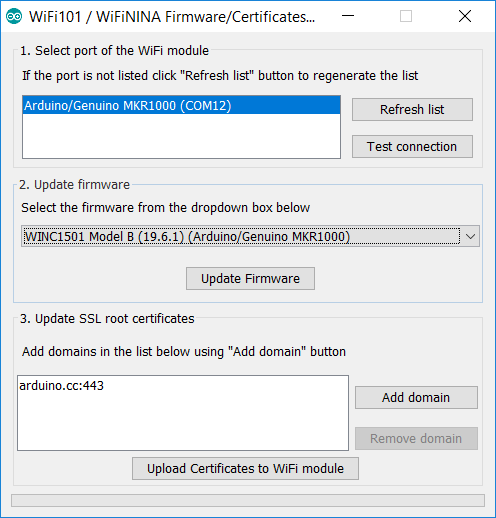 WiFi101 / WiFiNINA Firmware/Certificates...
1. Select port of the WiFi module
If the port is not listed click "Refresh list" button to regenerate the list
Arduino/Genuino MKR1000 (COM12)
Refresh list
Test connection
2. Update firmware
Select the firmware from the dropdown box below
WINC1501 Model B (19.6.1) (Arduino/Genuino MKR1000)
Update Firmware
3. Update SSL root certificates
Add domains in the list below using "Add domain" button
arduino.cc:443
Add domain
Remove domain
Upload Certificates to WiFi module